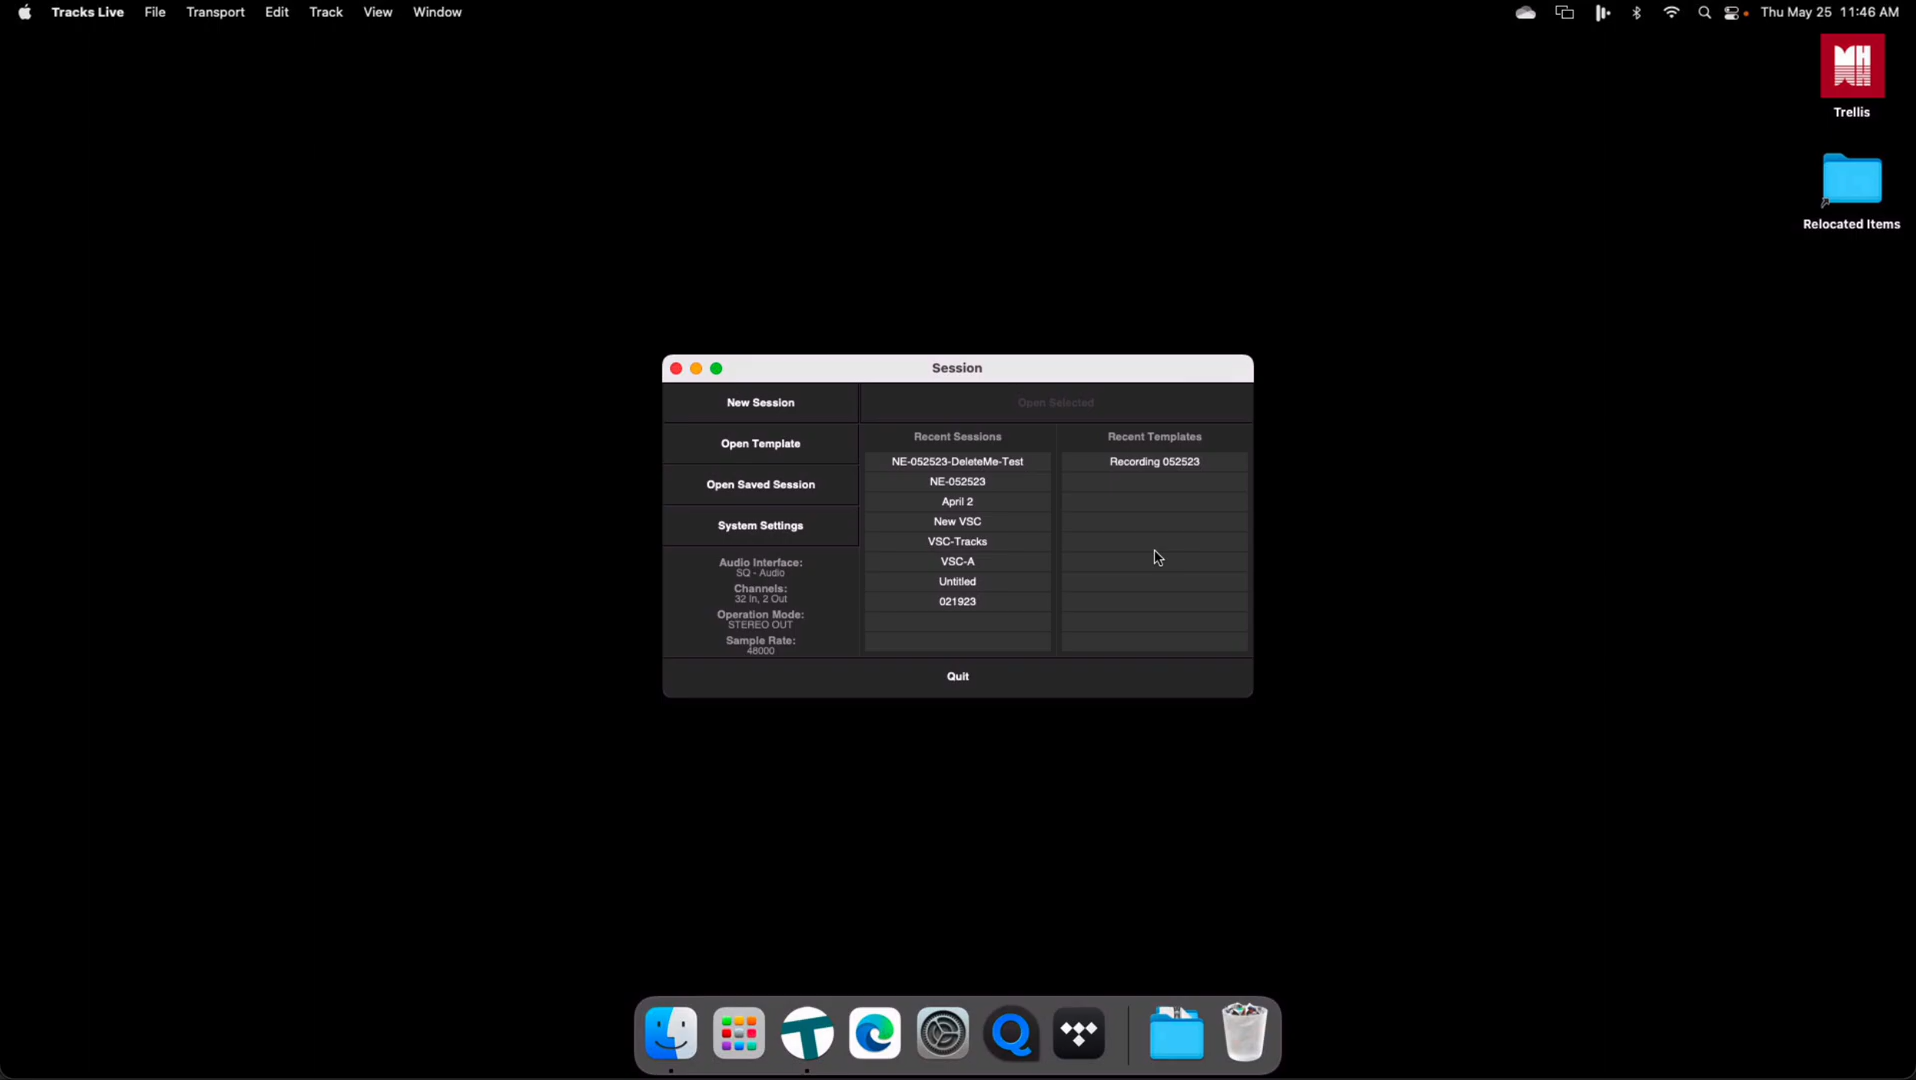 Tracks Live File Transport Edit Track View Window Thu May 25 11:46 AM
Trellis
Relocated Items
Session
New Session
Open Selected
Open Template
Open Saved Session
System Settings
Audio Interface:
SQ - Audio
Channels:
32 In, 2 Out
Operation Mode:
STEREO OUT
Sample Rate:
48000
Recent Sessions
NE-052523-DeleteMe-Test
NE-052523
April 2
New VSC
VSC-Tracks
VSC-A
Untitled
021923
Recent Templates
Recording 052523
Quit